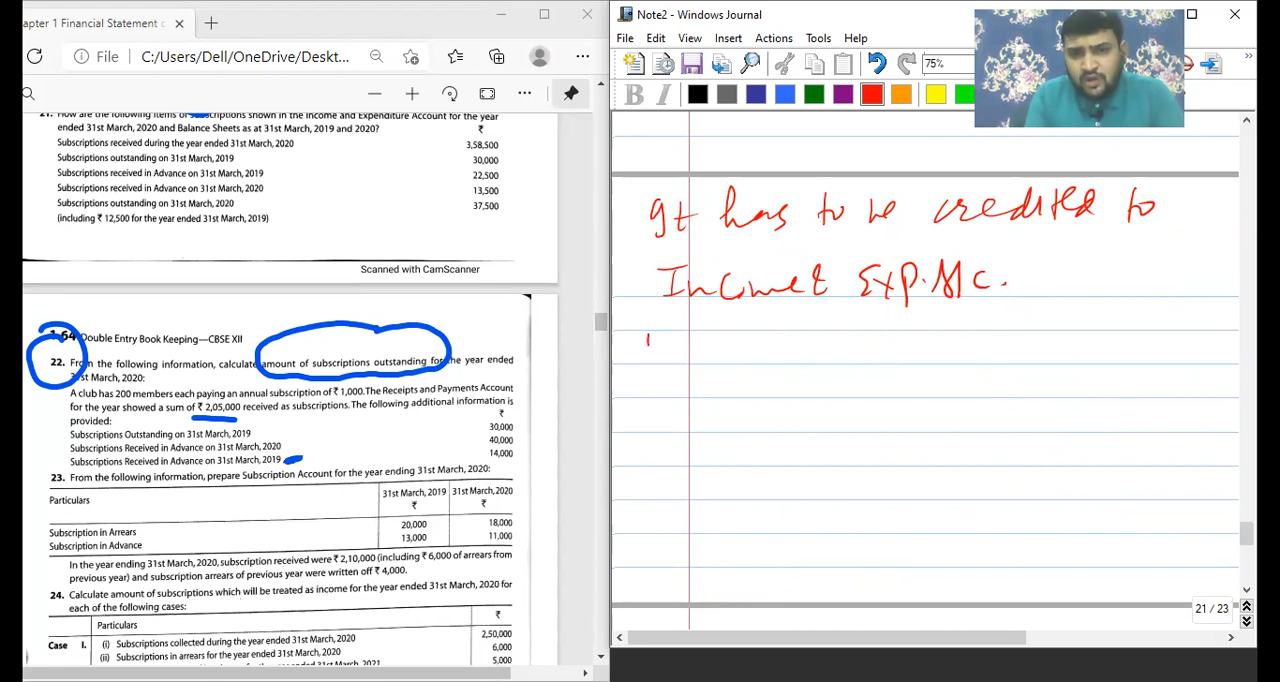 apter 1 Financial Statement o
File C:/Users/Dell/OneDrive/Deskt...
21. How are the following items of subscriptions shown in the Income and Expenditure Account for the year
ended 31st March, 2020 and Balance Sheets as at 31st March, 2019 and 2020? ₹
Subscriptions received during the year ended 31st March, 2020 3,58,500
Subscriptions outstanding on 31st March, 2019 30,000
Subscriptions received in Advance on 31st March, 2019 22,500
Subscriptions received in Advance on 31st March, 2020 13,500
Subscriptions outstanding on 31st March, 2020 37,500
(including ₹ 12,500 for the year ended 31st March, 2019)
Scanned with CamScanner
1.64 Double Entry Book Keeping—CBSE XII
22. From the following information, calculate amount of subscriptions outstanding for the year ended
31st March, 2020:
A club has 200 members each paying an annual subscription of ₹ 1,000. The Receipts and Payments Account
for the year showed a sum of ₹ 2,05,000 received as subscriptions. The following additional information is
provided: ₹
Subscriptions Outstanding on 31st March, 2019 30,000
Subscriptions Received in Advance on 31st March, 2020 40,000
Subscriptions Received in Advance on 31st March, 2019 14,000
23. From the following information, prepare Subscription Account for the year ending 31st March, 2020:
Particulars 31st March, 2019 31st March, 2020
₹ ₹
Subscription in Arrears 20,000 18,000
Subscription in Advance 13,000 11,000
In the year ending 31st March, 2020, subscription received were ₹ 2,10,000 (including ₹ 6,000 of arrears from
previous year) and subscription arrears of previous year were written off ₹ 4,000.
24. Calculate amount of subscriptions which will be treated as income for the year ended 31st March, 2020 for
each of the following cases:
Particulars ₹
Case I. (i) Subscriptions collected during the year ended 31st March, 2020 2,50,000
(ii) Subscriptions in arrears for the year ended 31st March, 2020 6,000
ended 31st March, 2021 5,000
Note2 - Windows Journal
File Edit View Insert Actions Tools Help
75%
B I
It has to be credited to
Income & Exp. A/c.
21 / 23